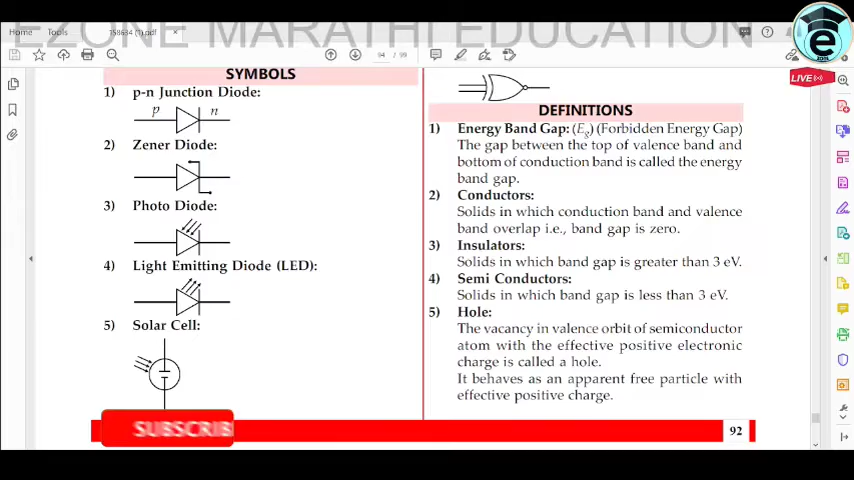 EZONE MARATHI EDUCATION
Home
Tools
158634 (1).pdf
94 / 99
LIVE
SYMBOLS
1) p-n Junction Diode:
p n
2) Zener Diode:
3) Photo Diode:
4) Light Emitting Diode (LED):
5) Solar Cell:
DEFINITIONS
1) Energy Band Gap: (Eg) (Forbidden Energy Gap)
The gap between the top of valence band and
bottom of conduction band is called the energy
band gap.
2) Conductors:
Solids in which conduction band and valence
band overlap i.e., band gap is zero.
3) Insulators:
Solids in which band gap is greater than 3 eV.
4) Semi Conductors:
Solids in which band gap is less than 3 eV.
5) Hole:
The vacancy in valence orbit of semiconductor
atom with the effective positive electronic
charge is called a hole.
It behaves as an apparent free particle with
effective positive charge.
SUBSCRIB
92